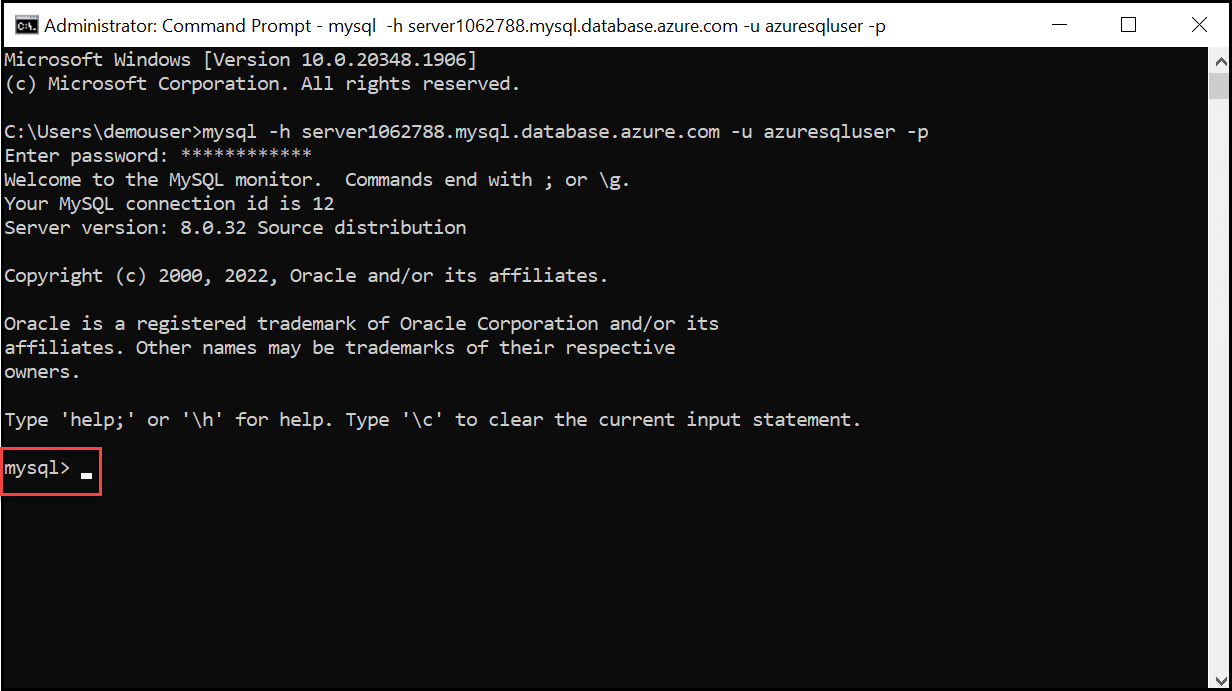 Administrator: Command Prompt - mysql  -h server1062788.mysql.database.azure.com -u azuresqluser -p
Microsoft Windows [Version 10.0.20348.1906]
(c) Microsoft Corporation. All rights reserved.
C:\Users\demouser>mysql -h server1062788.mysql.database.azure.com -u azuresqluser -p
Enter password: ************
Welcome to the MySQL monitor.  Commands end with ; or \g.
Your MySQL connection id is 12
Server version: 8.0.32 Source distribution
Copyright (c) 2000, 2022, Oracle and/or its affiliates.
Oracle is a registered trademark of Oracle Corporation and/or its
affiliates. Other names may be trademarks of their respective
owners.
Type 'help;' or '\h' for help. Type '\c' to clear the current input statement.
mysql>